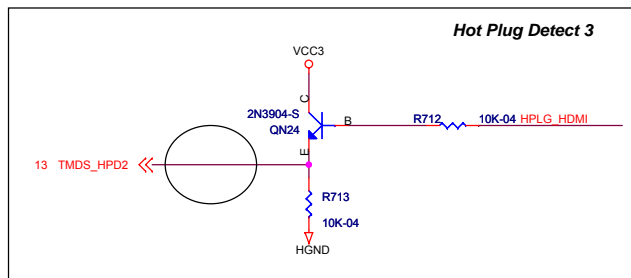 Hot Plug Detect 3
VCC3
C
2N3904-S
QN24
B
R712
10K-04
HPLG_HDMI
E
13
TMDS_HPD2
R713
10K-04
HGND